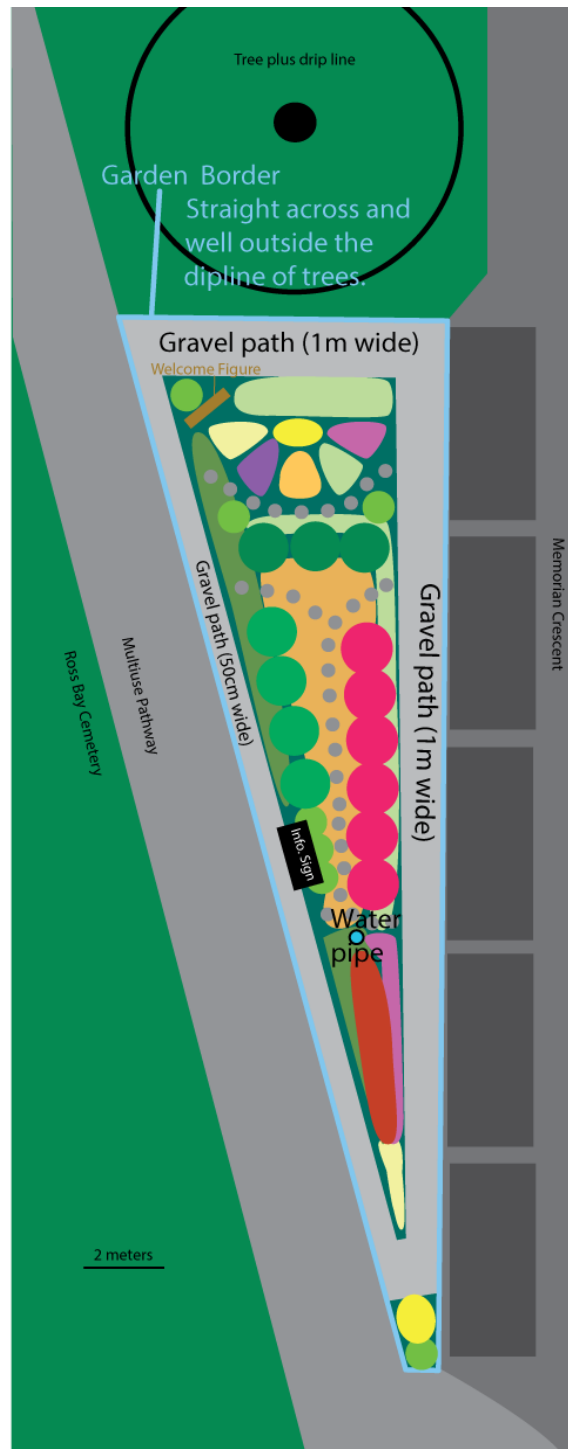 Tree plus drip line
Garden Border
Straight across and
well outside the
dipline of trees.
Gravel path (1m wide)
Welcome Figure
Gravel path (50cm wide)
Gravel path (1m wide)
Memorian Crescent
Multiuse Pathway
Ross Bay Cemetery
Info. Sign
Water
pipe
2 meters